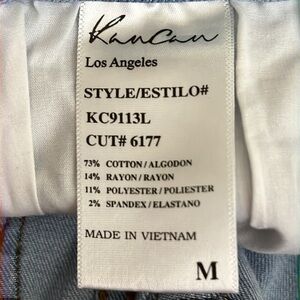 KanCan
Los Angeles
STYLE/ESTILO#
KC9113L
CUT# 6177
73% COTTON/ALGODON
14% RAYON/RAYON
11% POLYESTER/POLIESTER
2% SPANDEX/ELASTANO
MADE IN VIETNAM
M